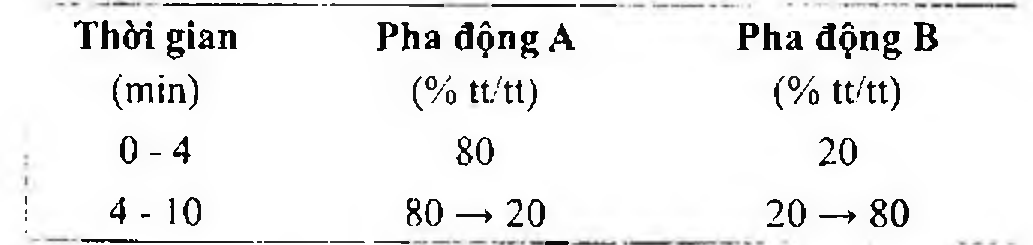 Thời gian Pha động A Pha động B
(min) (% tt/tt) (% tt/tt)
0 - 4 80 20
4 - 10 80 → 20 20 → 80